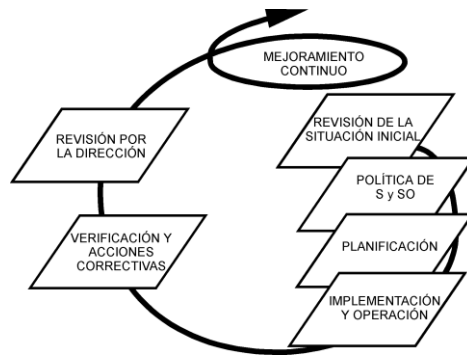 MEJORAMIENTO
CONTINUO
REVISIÓN DE LA
SITUACIÓN INICIAL
REVISIÓN POR
LA DIRECCIÓN
POLÍTICA DE
S y SO
VERIFICACIÓN Y
ACCIONES
CORRECTIVAS
PLANIFICACIÓN
IMPLEMENTACIÓN
Y OPERACIÓN